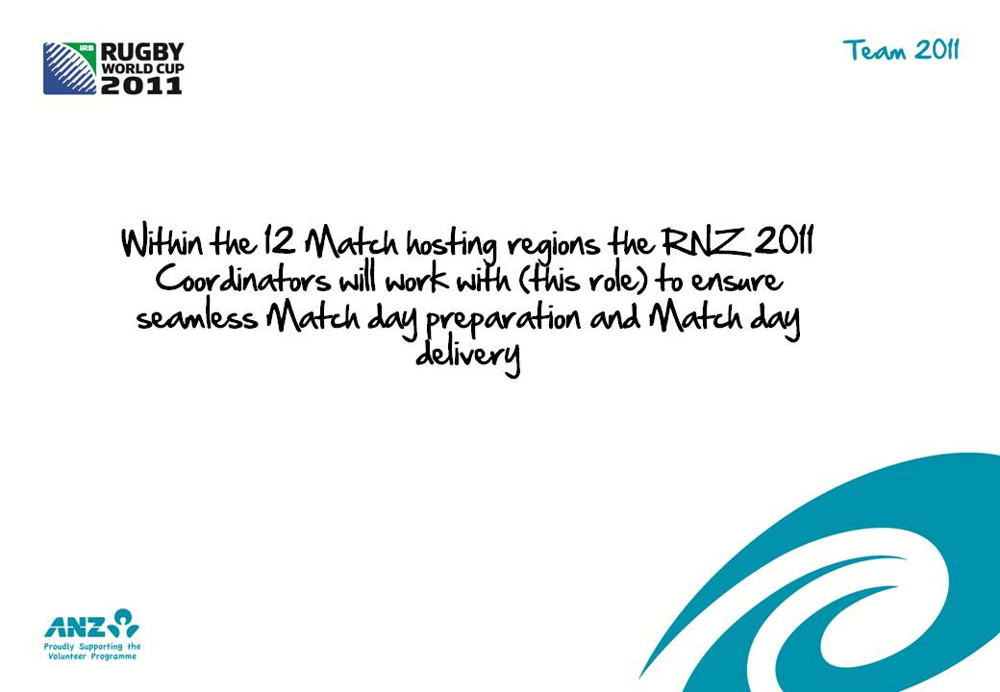 iRB
RUGBY
WORLD CUP
2011
Team 2011
Within the 12 Match hosting regions the RNZ 2011
Coordinators will work with (this role) to ensure
seamless Match day preparation and Match day
delivery
ANZ
Proudly Supporting the
Volunteer Programme